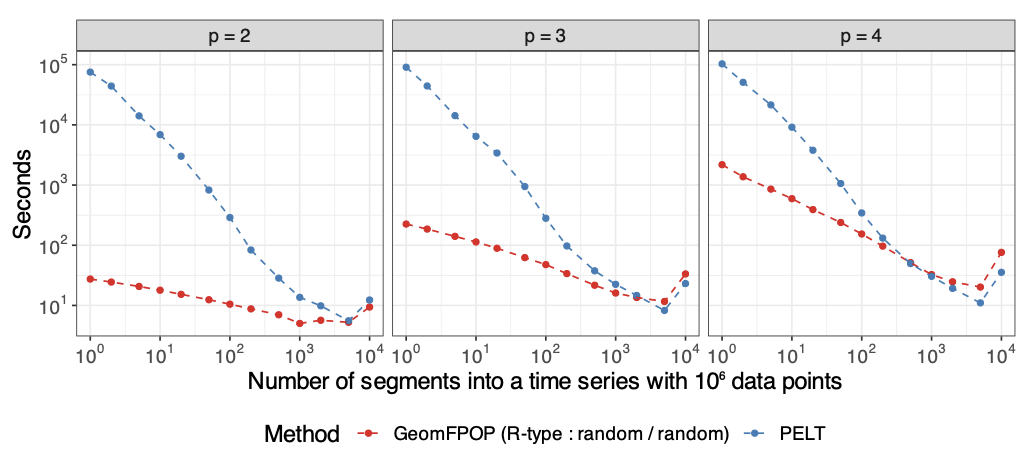 p = 2
p = 3
p = 4
Seconds
10⁵
10⁴
10³
10²
10¹
10⁰ 10¹ 10² 10³ 10⁴
10⁰ 10¹ 10² 10³ 10⁴
10⁰ 10¹ 10² 10³ 10⁴
Number of segments into a time series with 10⁶ data points
Method GeomFPOP (R-type : random / random) PELT